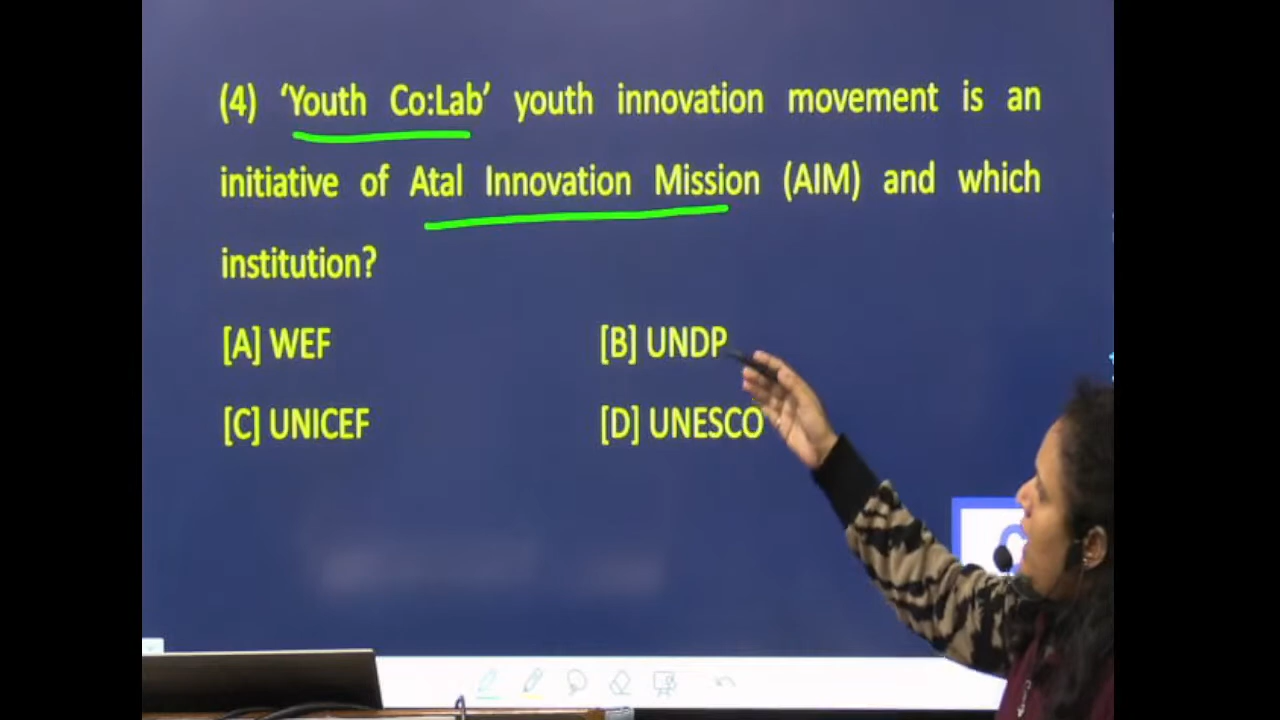 (4) ‘Youth Co:Lab’ youth innovation movement is an
initiative of Atal Innovation Mission (AIM) and which
institution?
[A] WEF [B] UNDP
[C] UNICEF [D] UNESCO